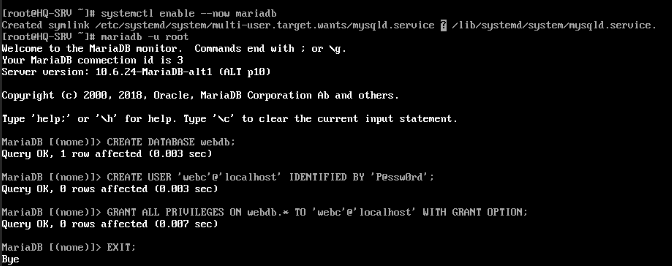 [root@HQ-SRV ~]# systemctl enable --now mariadb
Created symlink /etc/systemd/system/multi-user.target.wants/mysqld.service ? /lib/systemd/system/mysqld.service.
[root@HQ-SRV ~]# mariadb -u root
Welcome to the MariaDB monitor.  Commands end with ; or \g.
Your MariaDB connection id is 3
Server version: 10.6.24-MariaDB-alt1 (ALT p10)
Copyright (c) 2000, 2018, Oracle, MariaDB Corporation Ab and others.
Type 'help;' or '\h' for help. Type '\c' to clear the current input statement.
MariaDB [(none)]> CREATE DATABASE webdb;
Query OK, 1 row affected (0.003 sec)
MariaDB [(none)]> CREATE USER 'webc'@'localhost' IDENTIFIED BY 'P@ssw0rd';
Query OK, 0 rows affected (0.003 sec)
MariaDB [(none)]> GRANT ALL PRIVILEGES ON webdb.* TO 'webc'@'localhost' WITH GRANT OPTION;
Query OK, 0 rows affected (0.007 sec)
MariaDB [(none)]> EXIT;
Bye